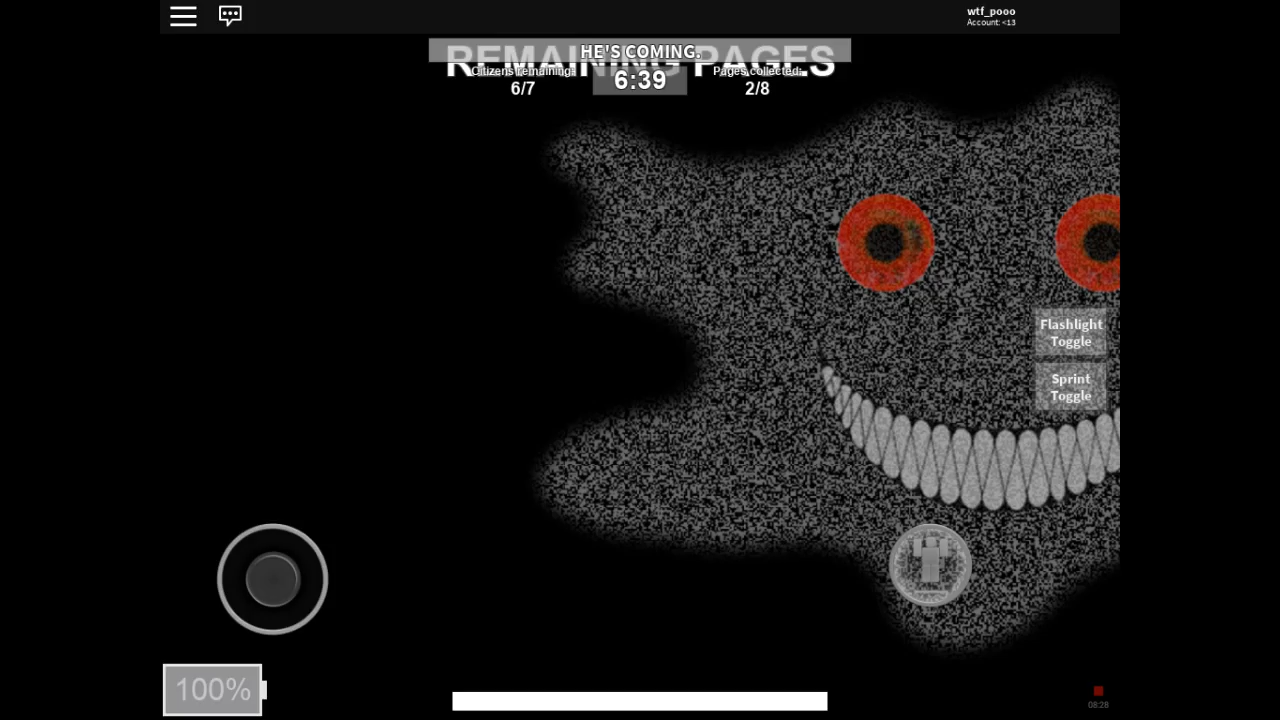 wtf_pooo
Account: <13
HE'S COMING.
REMAINING PAGES
Citizens remaining:
6/7
6:39
Pages collected:
2/8
Flashlight
Toggle
Sprint
Toggle
100%
08:28